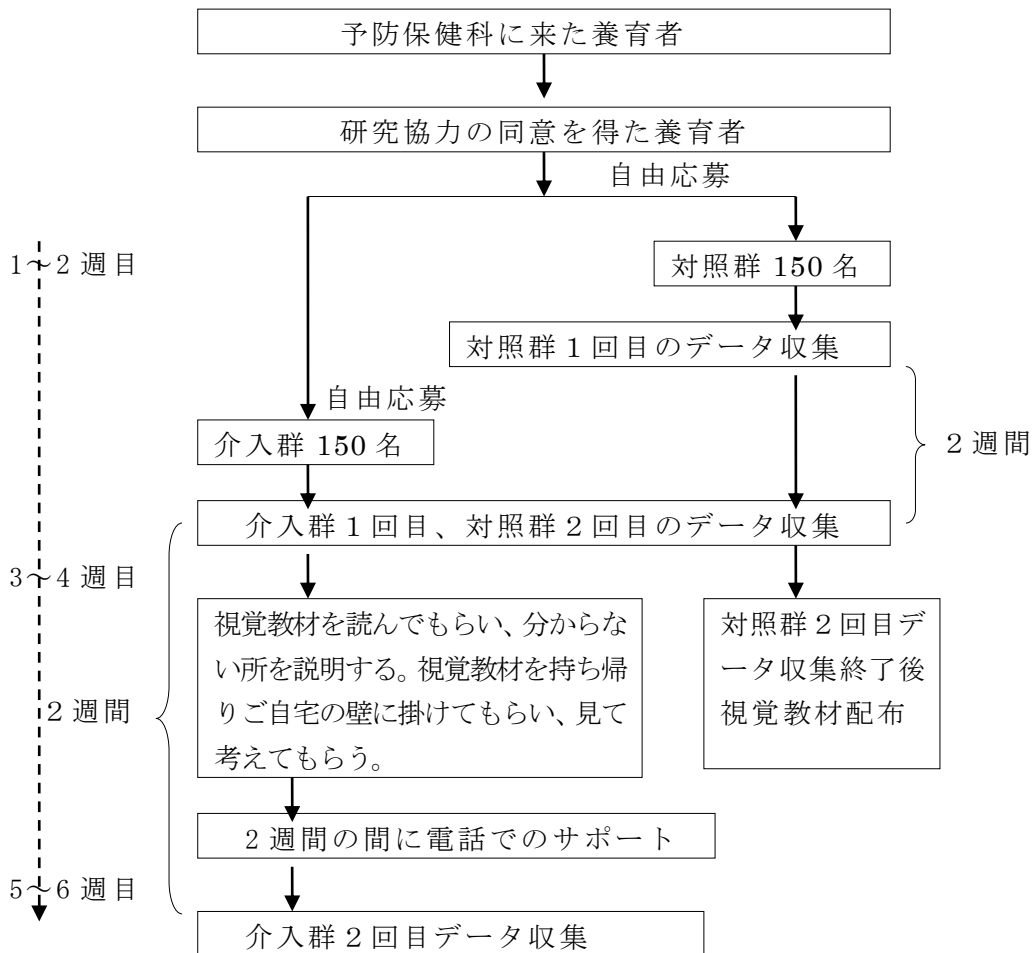 予防保健科に来た養育者
研究協力の同意を得た養育者
自由応募
1～2週目
対照群 150 名
対照群１回目のデータ収集
自由応募
介入群 150 名
２週間
介入群１回目、対照群２回目のデータ収集
3～4 週目
視覚教材を読んでもらい、分からな
い所を説明する。視覚教材を持ち帰
りご自宅の壁に掛けてもらい、見て
考えてもらう。
対照群２回目デ
ータ収集終了後
視覚教材配布
２週間
2 週間の間に電話でのサポート
5～6 週目
介入群２回目データ収集